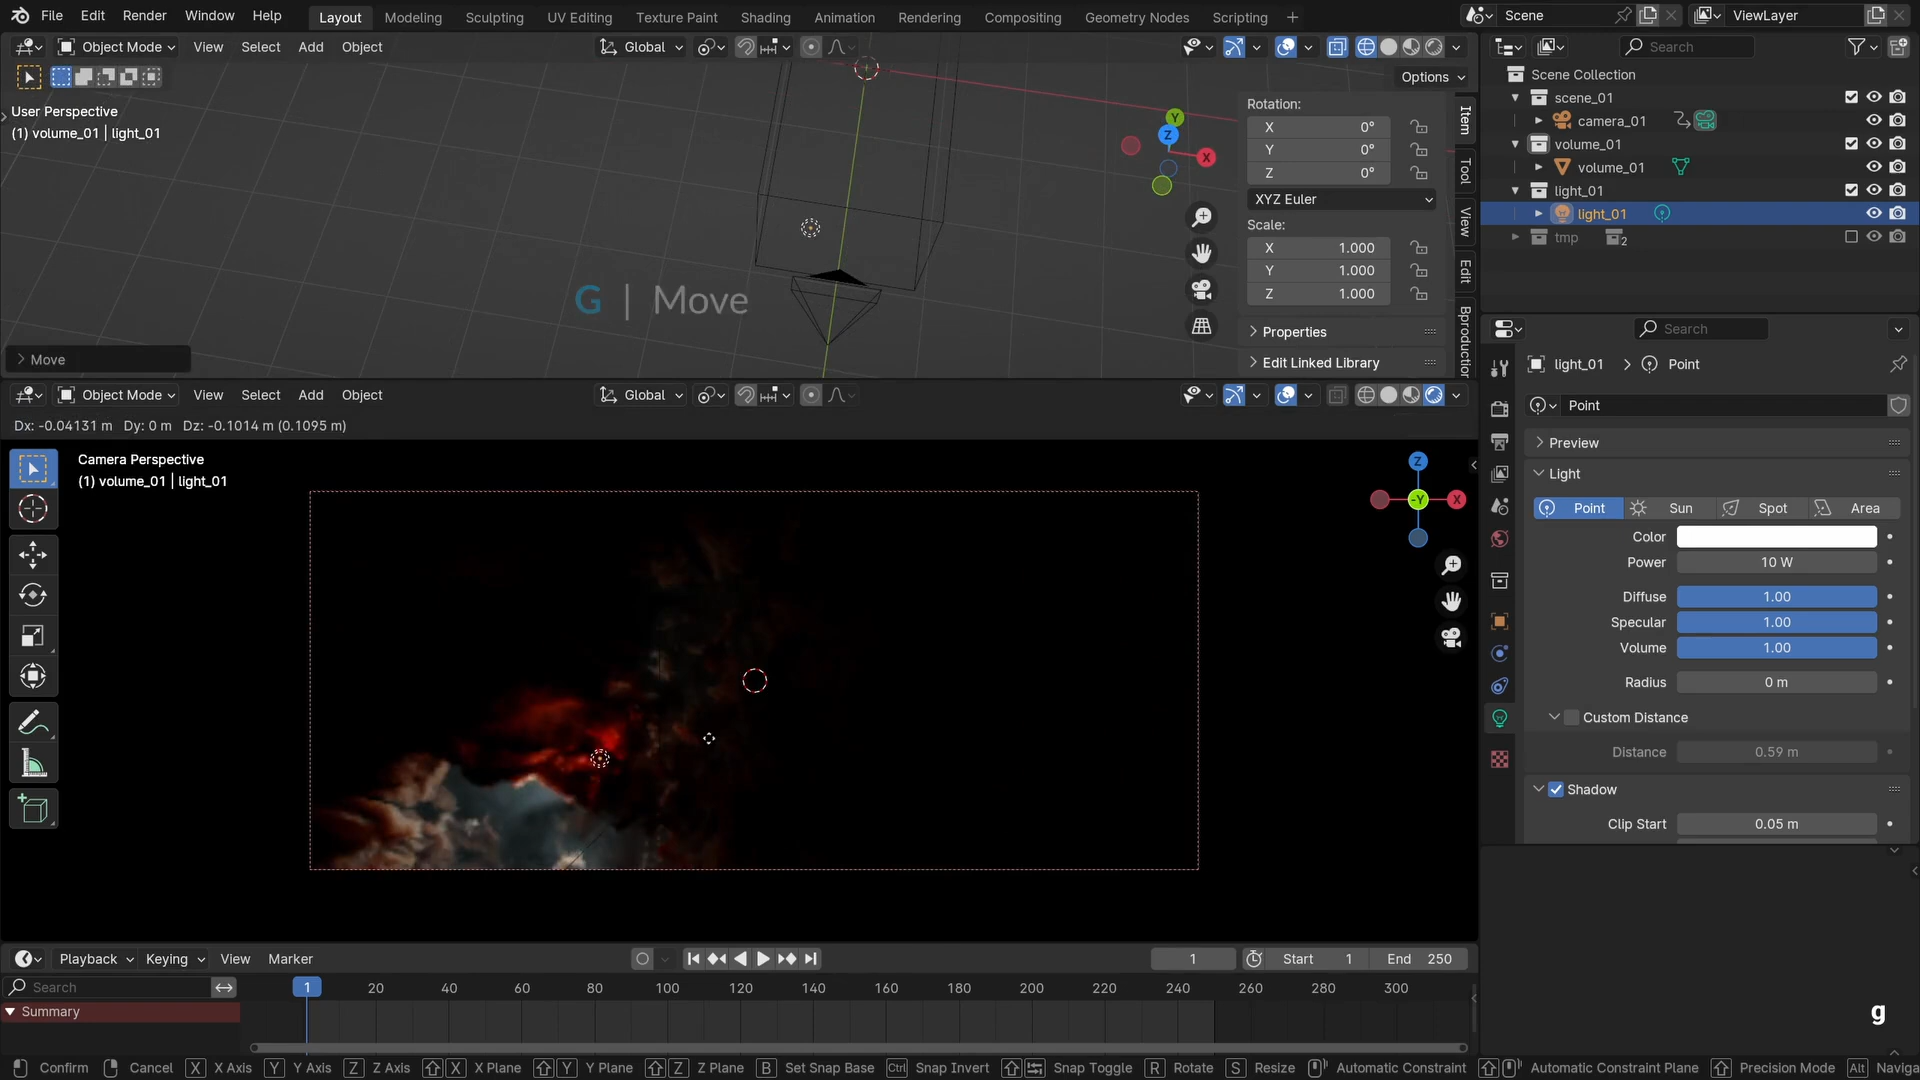 File Edit Render Window Help Layout Modeling Sculpting UV Editing Texture Paint Shading Animation Rendering Compositing Geometry Nodes Scripting + Scene ViewLayer
Object Mode View Select Add Object Global Search
Options
User Perspective
(1) volume_01 | light_01
Rotation:
X 0°
Y 0°
Z 0°
XYZ Euler
Scale:
X 1.000
Y 1.000
Z 1.000
Properties
Edit Linked Library
Item
Tool
View
Edit
Bproduction
Y
Z
X
G | Move
Move
Scene Collection
scene_01
camera_01
volume_01
volume_01
light_01
light_01
tmp 2
Object Mode View Select Add Object Global
Dx: -0.04131 m Dy: 0 m Dz: -0.1014 m (0.1095 m)
Camera Perspective
(1) volume_01 | light_01
Z
-Y
X
Search
light_01 Point
Point
Preview
Light
Point Sun Spot Area
Color
Power 10 W
Diffuse 1.00
Specular 1.00
Volume 1.00
Radius 0 m
Custom Distance
Distance 0.59 m
Shadow
Clip Start 0.05 m
Playback Keying View Marker 1 Start 1 End 250
Search 1 20 40 60 80 100 120 140 160 180 200 220 240 260 280 300
Summary
g
Confirm Cancel X X Axis Y Y Axis Z Z Axis X X Plane Y Y Plane Z Z Plane B Set Snap Base Ctrl Snap Invert Snap Toggle R Rotate S Resize Automatic Constraint Automatic Constraint Plane Precision Mode Alt Naviga